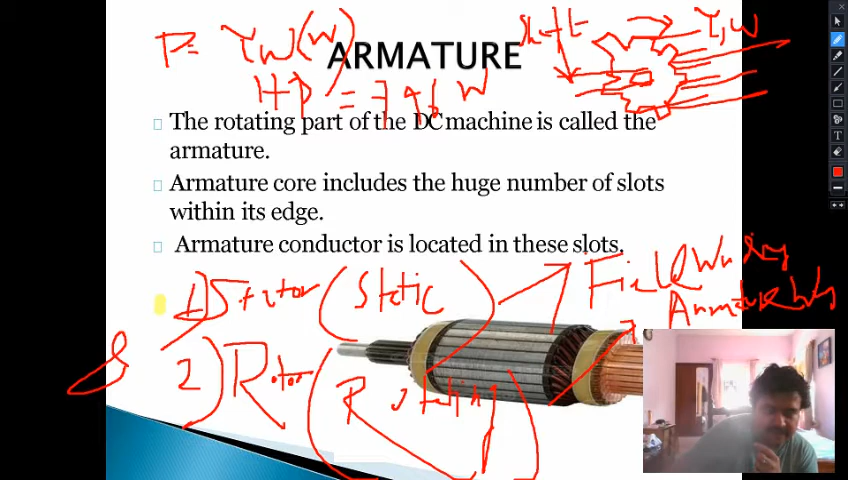 P = TW (W)
Shaft
T, W
ARMATURE
HP = 746 W
The rotating part of the DC machine is called the
armature.
Armature core includes the huge number of slots
within its edge.
Armature conductor is located in these slots.
1) Stator (Static)
Field Winding
Armature
2) Rotor (Rotating)